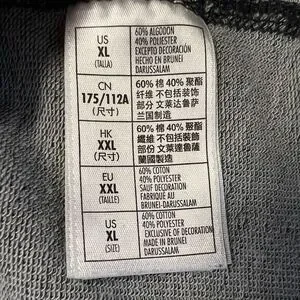 US
XL
(TALLA)
60% ALGODON
40% POLIESTER
EXCEPTO DECORACIÓN
HECHO EN BRUNEI
DARUSSALAM
CN
175/112A
(尺寸)
60% 棉 40% 聚酯
纤维 不包括装饰
部分 文莱达鲁萨
兰国制造
HK
XXL
(尺寸)
60% 棉 40% 聚酯
纖維 不包括裝飾
部份 文萊達魯薩
蘭國製造
EU
XXL
(TAILLE)
60% COTON
40% POLYESTER
SAUF DECORATION
FABRIQUÉ AU
BRUNEI-DARUSSALAM
US
XL
(SIZE)
60% COTTON
40% POLYESTER
EXCLUSIVE OF DECORATION
MADE IN BRUNEI
DARUSSALAM